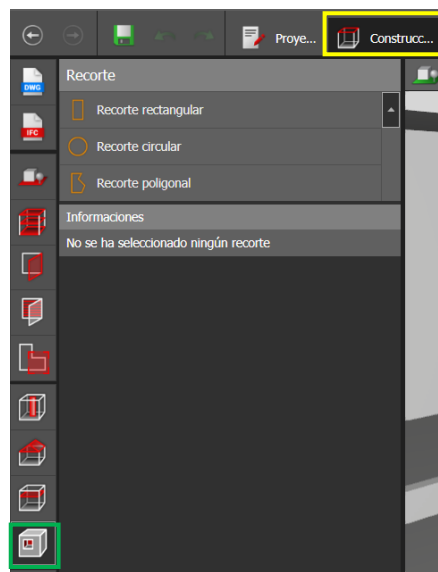 Proye...
Construcc...
DWG
Recorte
Recorte rectangular
IFC
Recorte circular
Recorte poligonal
Informaciones
No se ha seleccionado ningún recorte